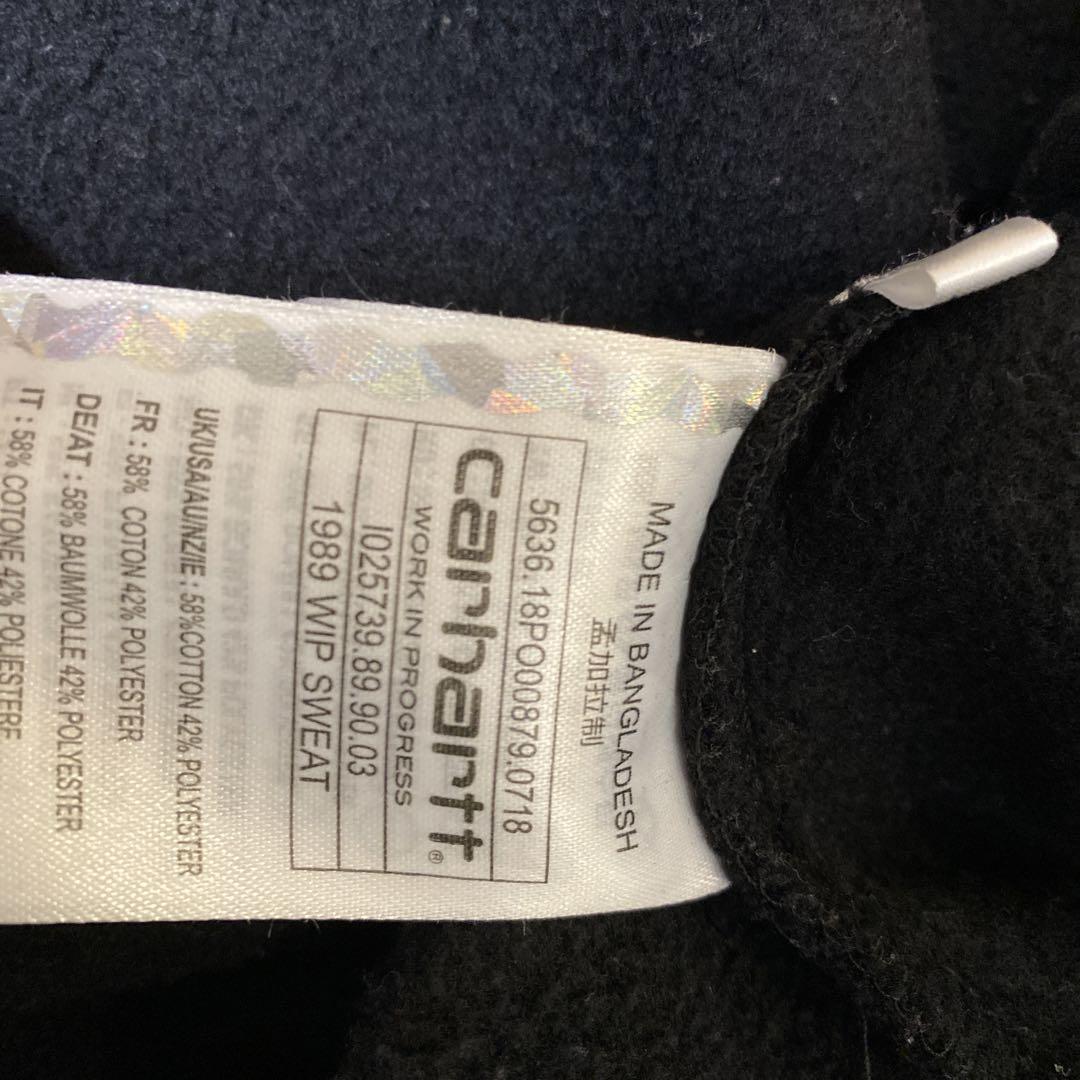 MADE IN BANGLADESH
孟加拉制
5636.18PO00879.0718
carhartt®
WORK IN PROGRESS
I025739.89.90.03
1989 WIP SWEAT
UK/USA/AU/NZ/IE : 58%COTTON 42% POLYESTER
FR : 58% COTON 42% POLYESTER
DE/AT : 58% BAUMWOLLE 42% POLYESTER
IT : 58% COTONE 42% POLIESTERE